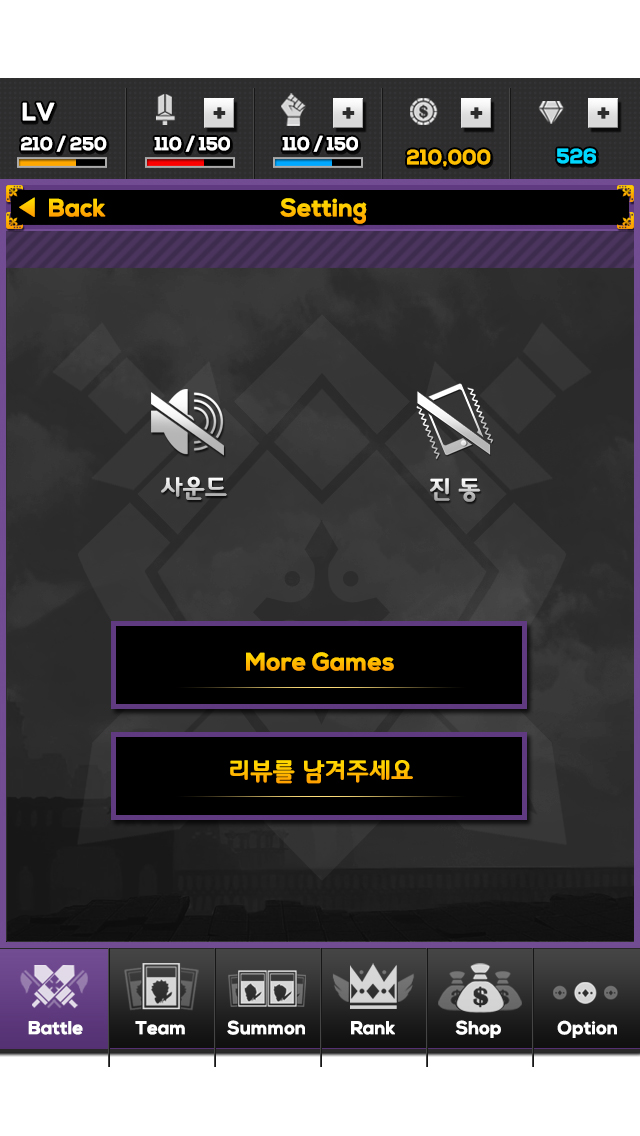 LV
210 / 250
110 / 150
110 / 150
210,000
526
Back
Setting
사운드
진 동
More Games
리뷰를 남겨주세요
Battle
Team
Summon
Rank
Shop
Option